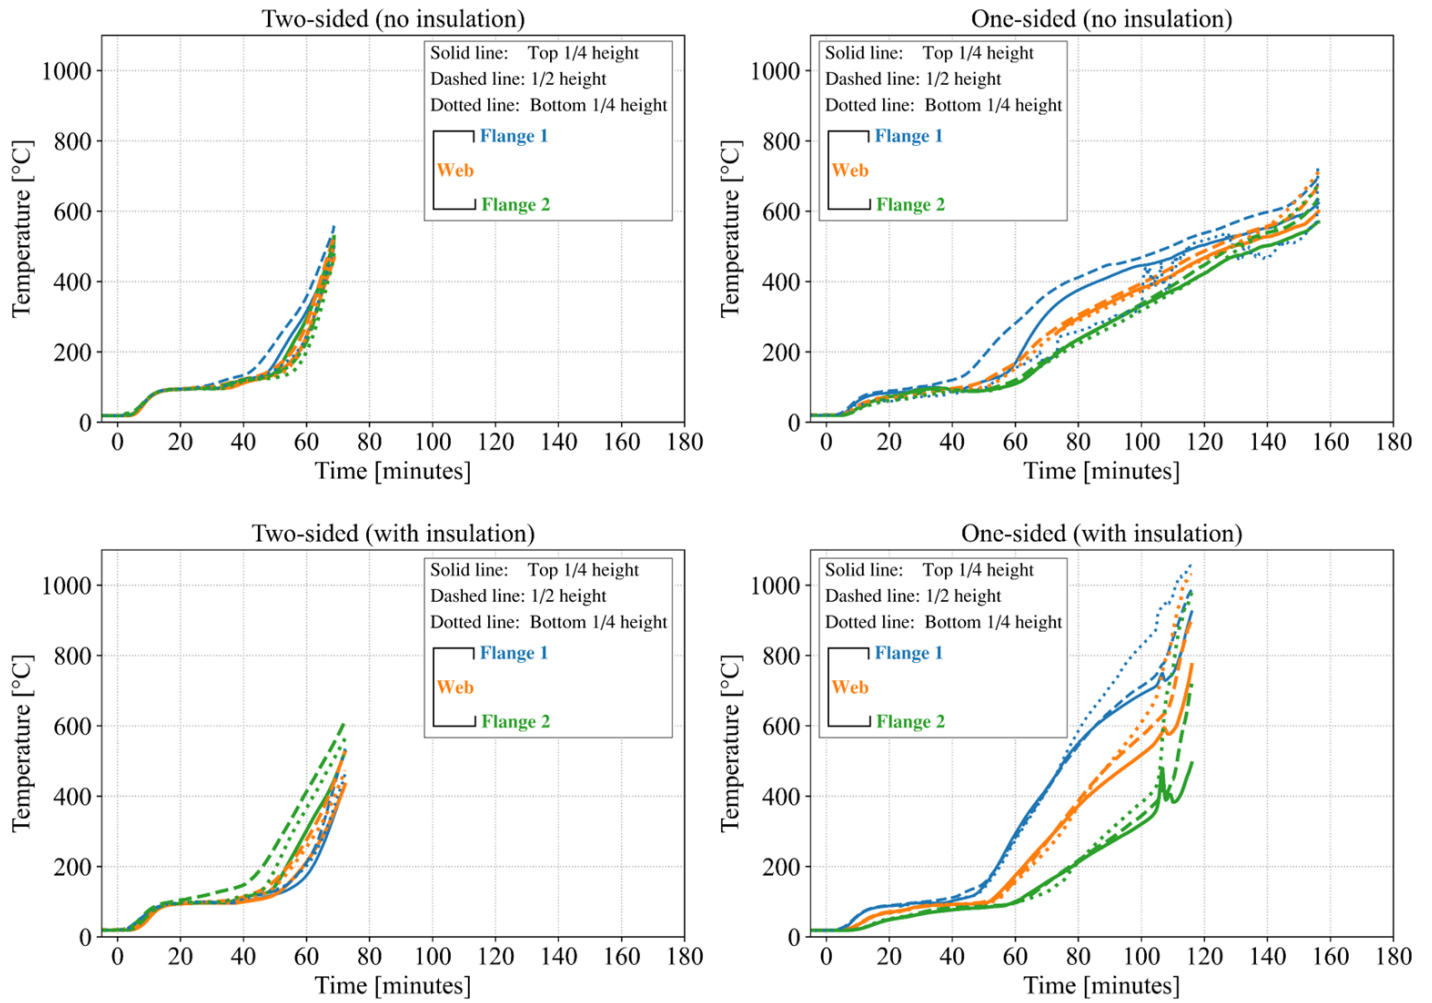 Two-sided (no insulation)
Temperature [°C]
1000
800
600
400
200
0
Solid line: Top 1/4 height
Dashed line: 1/2 height
Dotted line: Bottom 1/4 height
Flange 1
Web
Flange 2
0 20 40 60 80 100 120 140 160 180
Time [minutes]
One-sided (no insulation)
Temperature [°C]
1000
800
600
400
200
0
Solid line: Top 1/4 height
Dashed line: 1/2 height
Dotted line: Bottom 1/4 height
Flange 1
Web
Flange 2
0 20 40 60 80 100 120 140 160 180
Time [minutes]
Two-sided (with insulation)
Temperature [°C]
1000
800
600
400
200
0
Solid line: Top 1/4 height
Dashed line: 1/2 height
Dotted line: Bottom 1/4 height
Flange 1
Web
Flange 2
0 20 40 60 80 100 120 140 160 180
Time [minutes]
One-sided (with insulation)
Temperature [°C]
1000
800
600
400
200
0
Solid line: Top 1/4 height
Dashed line: 1/2 height
Dotted line: Bottom 1/4 height
Flange 1
Web
Flange 2
0 20 40 60 80 100 120 140 160 180
Time [minutes]